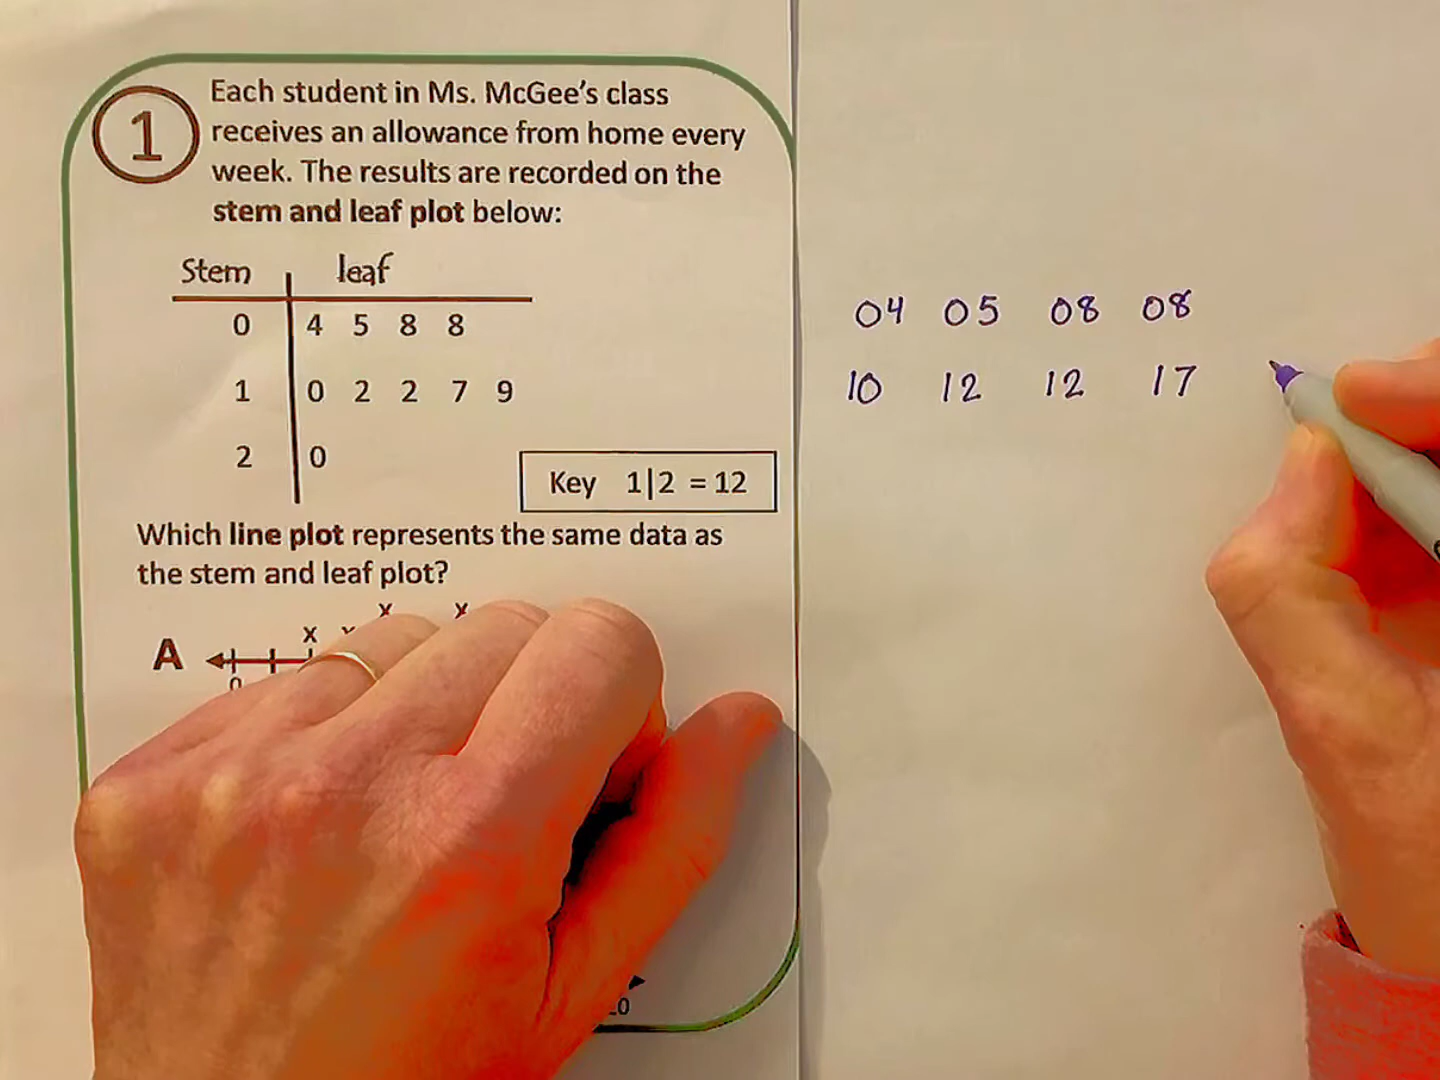 1
Each student in Ms. McGee's class
receives an allowance from home every
week. The results are recorded on the
stem and leaf plot below:
Stem leaf
0 4 5 8 8
1 0 2 2 7 9
2 0
Key 1|2 = 12
Which line plot represents the same data as
the stem and leaf plot?
x x
x
A
0
04 05 08 08
10 12 12 17